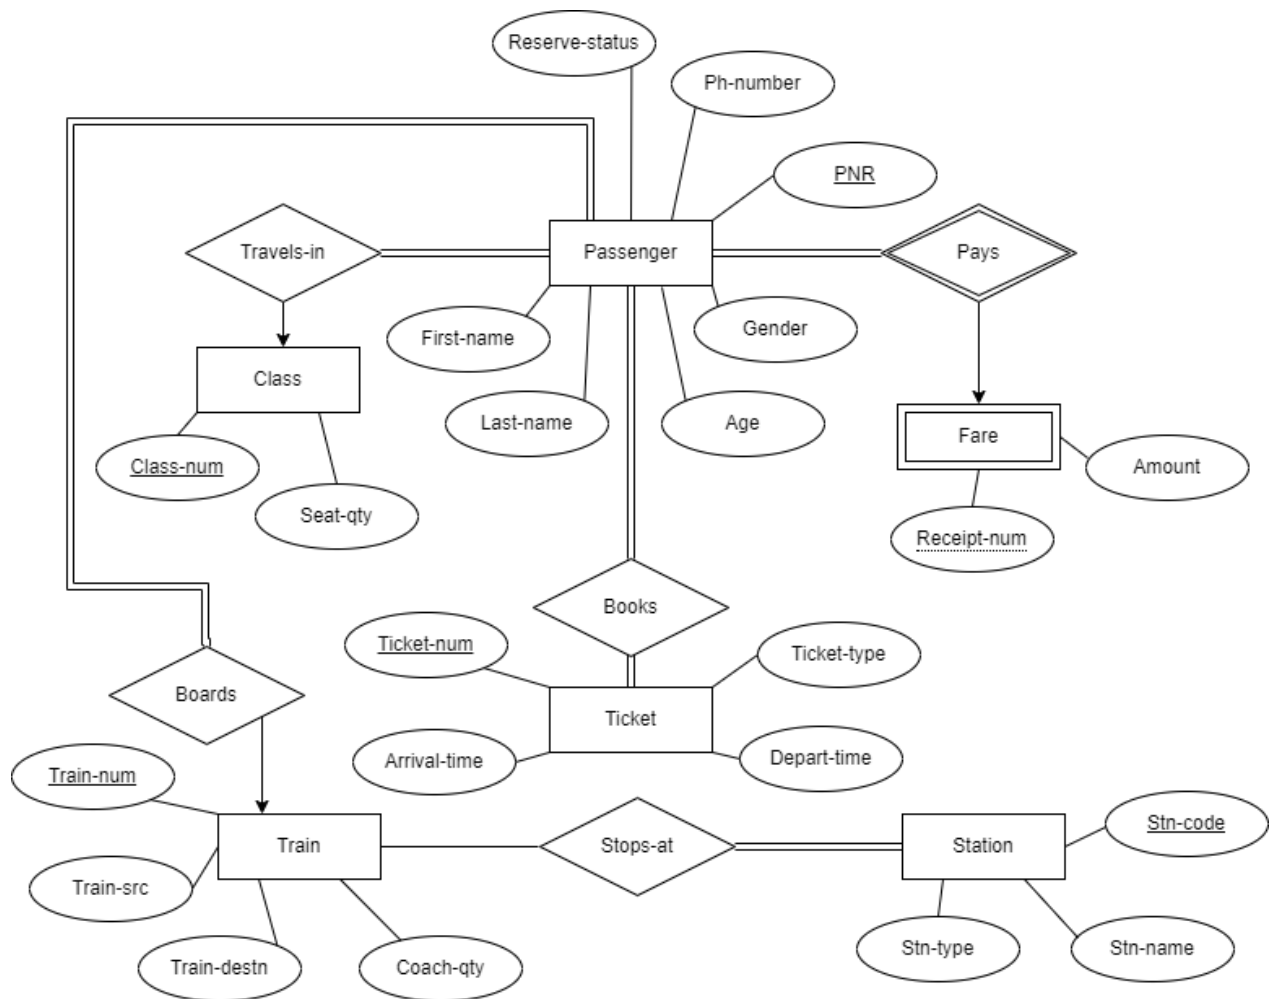 Reserve-status
Ph-number
PNR
Travels-in
Passenger
Pays
First-name
Gender
Class
Last-name
Age
Fare
Class-num
Amount
Seat-qty
Receipt-num
Books
Ticket-num
Ticket-type
Boards
Ticket
Arrival-time
Depart-time
Train-num
Stn-code
Train
Stops-at
Station
Train-src
Stn-type
Stn-name
Train-destn
Coach-qty